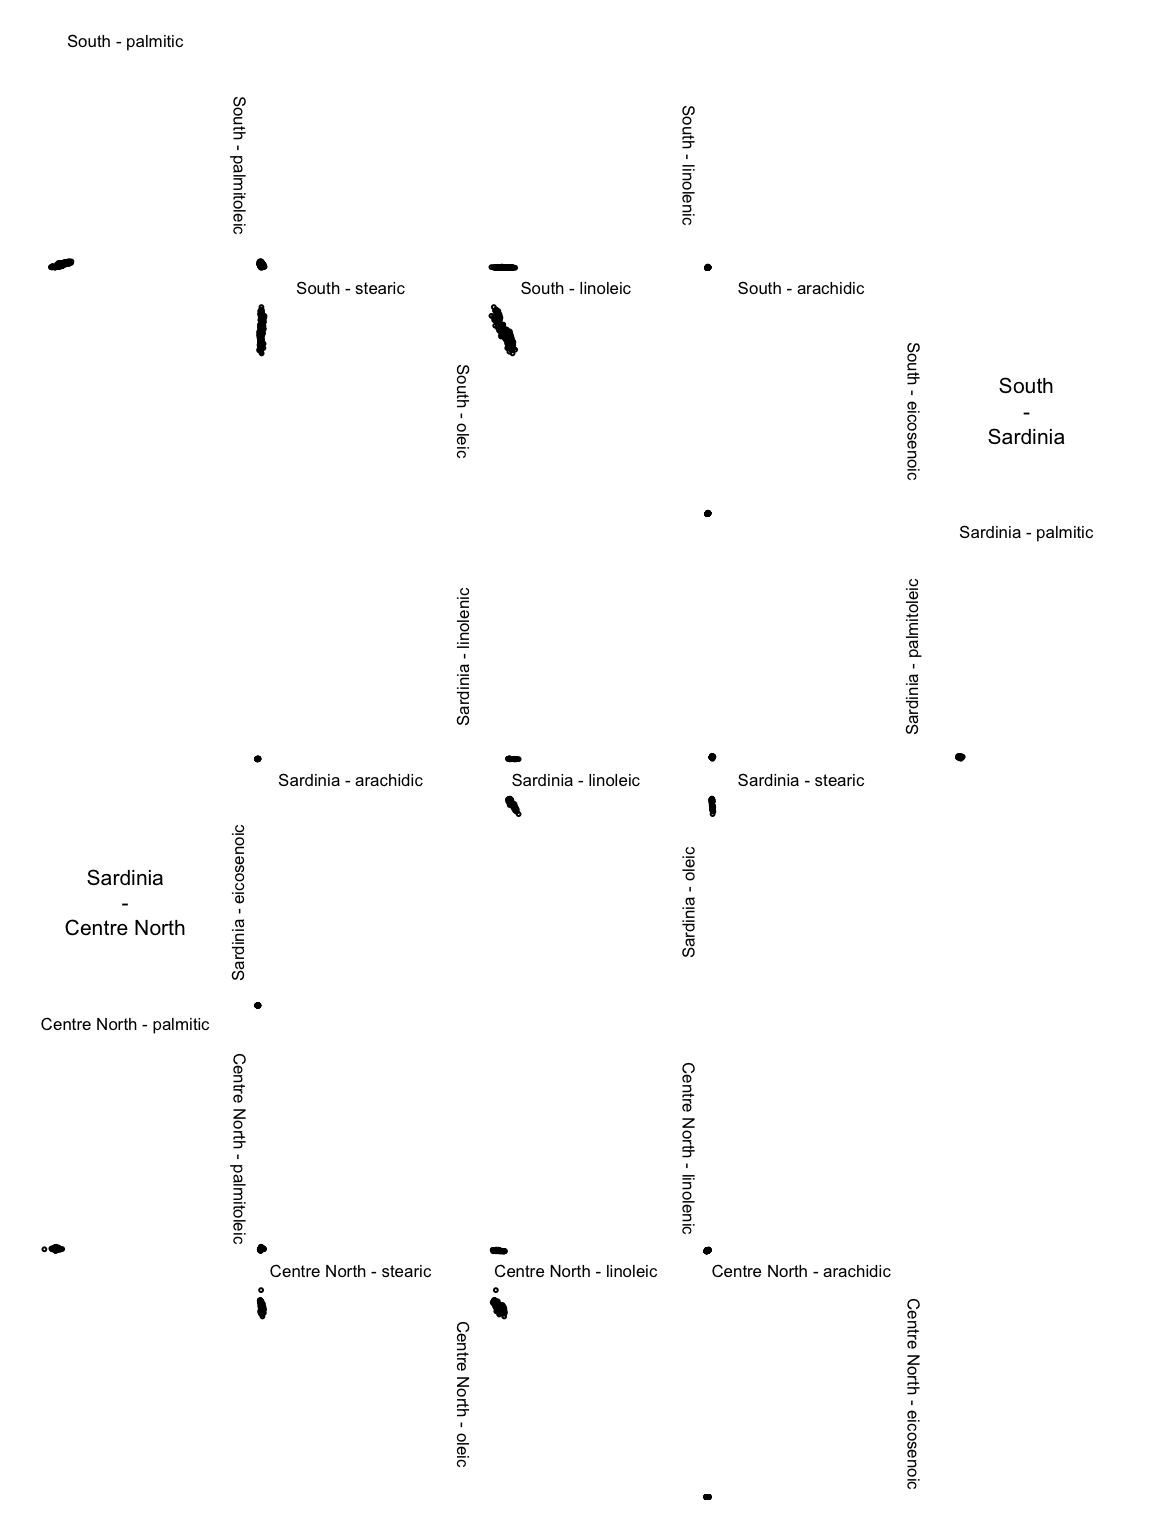 South - palmitic
South - palmitoleic
South - linolenic
South - stearic
South - linoleic
South - arachidic
South - oleic
South - eicosenoic
South
-
Sardinia
Sardinia - palmitic
Sardinia - linolenic
Sardinia - palmitoleic
Sardinia - arachidic
Sardinia - linoleic
Sardinia - stearic
Sardinia - eicosenoic
Sardinia - oleic
Sardinia
-
Centre North
Centre North - palmitic
Centre North - palmitoleic
Centre North - linolenic
Centre North - stearic
Centre North - linoleic
Centre North - arachidic
Centre North - oleic
Centre North - eicosenoic